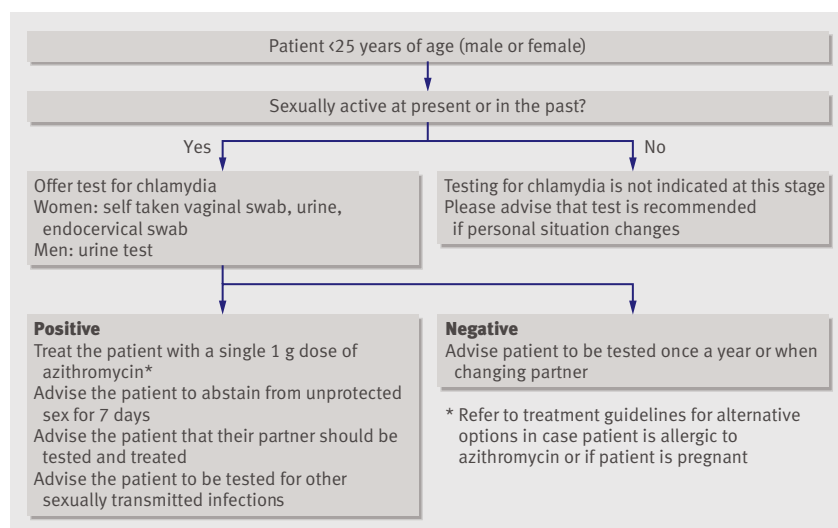 Patient <25 years of age (male or female)
Sexually active at present or in the past?
Yes
No
Offer test for chlamydia
Women: self taken vaginal swab, urine,
endocervical swab
Men: urine test
Testing for chlamydia is not indicated at this stage
Please advise that test is recommended
if personal situation changes
Positive
Treat the patient with a single 1 g dose of
azithromycin*
Advise the patient to abstain from unprotected
sex for 7 days
Advise the patient that their partner should be
tested and treated
Advise the patient to be tested for other
sexually transmitted infections
Negative
Advise patient to be tested once a year or when
changing partner
* Refer to treatment guidelines for alternative
options in case patient is allergic to
azithromycin or if patient is pregnant